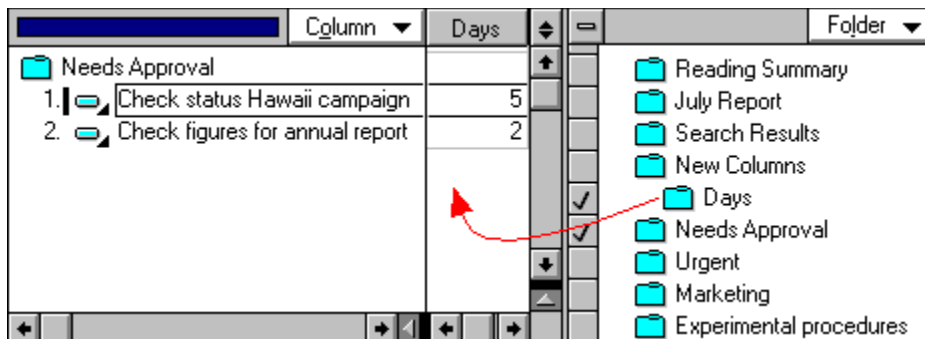 Column
Days
Needs Approval
1. Check status Hawaii campaign 5
2. Check figures for annual report 2
Folder
Reading Summary
July Report
Search Results
New Columns
Days
Needs Approval
Urgent
Marketing
Experimental procedures